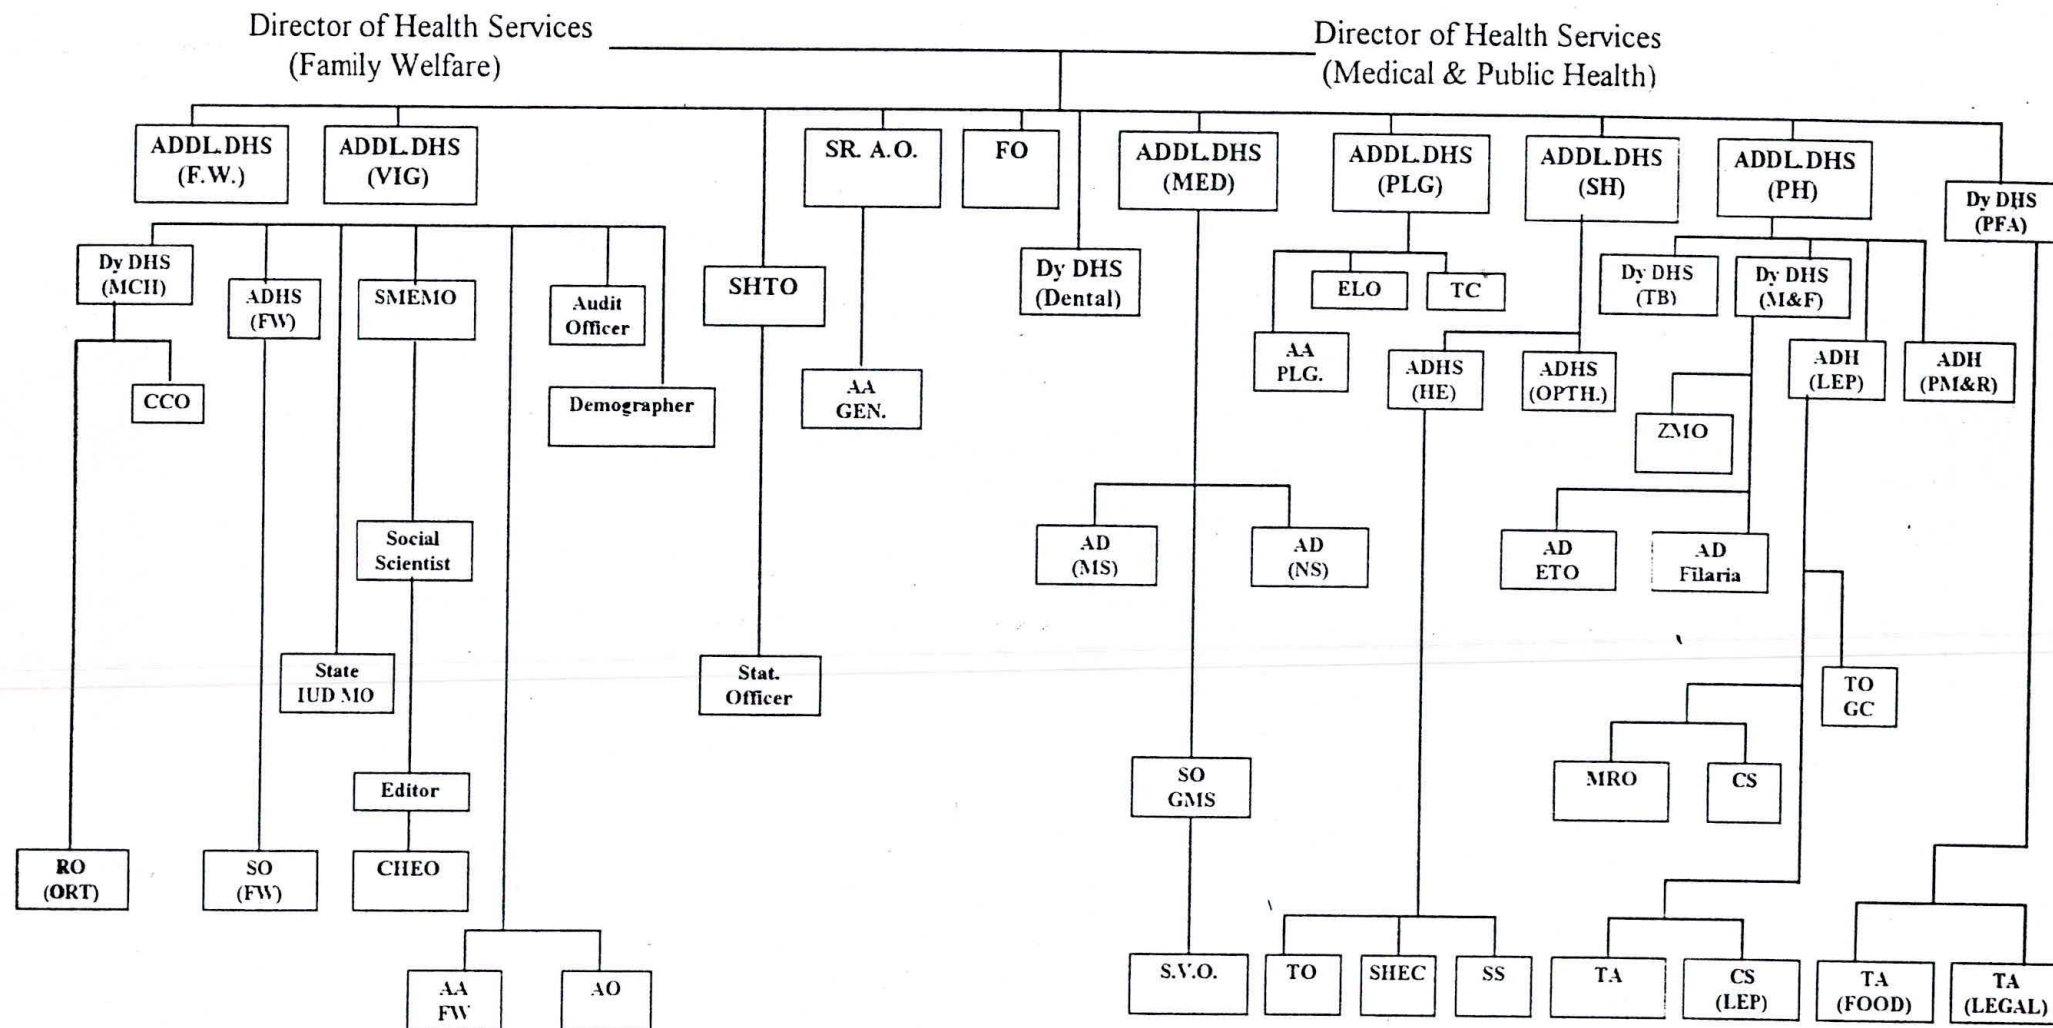 Director of Health Services
(Family Welfare)
Director of Health Services
(Medical & Public Health)
ADDL.DHS
(F.W.)
ADDL.DHS
(VIG)
SR. A.O.
FO
ADDL.DHS
(MED)
ADDL.DHS
(PLG)
ADDL.DHS
(SH)
ADDL.DHS
(PH)
Dy DHS
(PFA)
Dy DHS
(MCH)
ADHS
(FW)
SMEMO
Audit
Officer
SHTO
Dy DHS
(Dental)
ELO
TC
Dy DHS
(TB)
Dy DHS
(M&F)
CCO
Demographer
AA
GEN.
AA
PLG.
ADHS
(HE)
ADHS
(OPTH.)
ADH
(LEP)
ADH
(PM&R)
ZMO
Social
Scientist
AD
(MS)
AD
(NS)
AD
ETO
AD
Filaria
State
IUD MO
Stat.
Officer
TO
GC
Editor
SO
GMS
MRO
CS
RO
(ORT)
SO
(FW)
CHEO
AA
FW
AO
S.V.O.
TO
SHEC
SS
TA
CS
(LEP)
TA
(FOOD)
TA
(LEGAL)